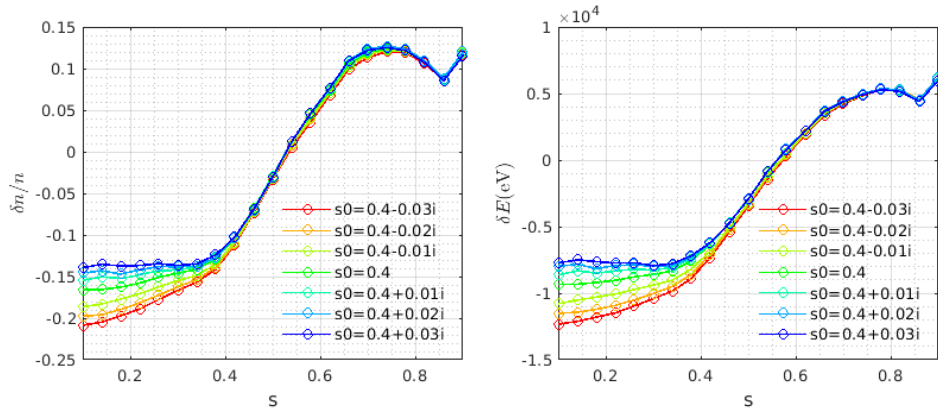 0.15
0.1
0.05
0
-0.05
-0.1
-0.15
-0.2
-0.25
δn/n
0.2
0.4
0.6
0.8
s
s0=0.4-0.03i
s0=0.4-0.02i
s0=0.4-0.01i
s0=0.4
s0=0.4+0.01i
s0=0.4+0.02i
s0=0.4+0.03i
×10⁴
1
0.5
0
-0.5
-1
-1.5
δE(eV)
0.2
0.4
0.6
0.8
s
s0=0.4-0.03i
s0=0.4-0.02i
s0=0.4-0.01i
s0=0.4
s0=0.4+0.01i
s0=0.4+0.02i
s0=0.4+0.03i